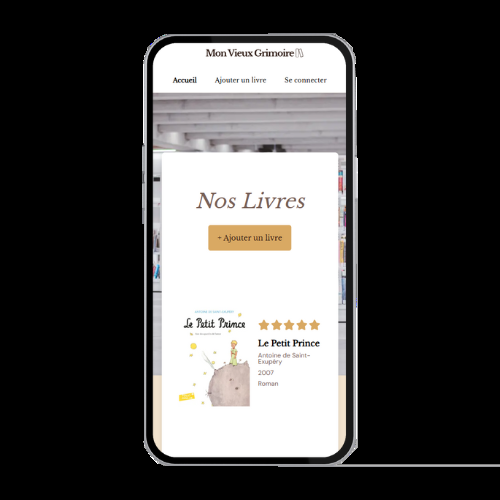 Mon Vieux Grimoire
Accueil Ajouter un livre Se connecter
Nos Livres
+ Ajouter un livre
Le Petit Prince
Le Petit Prince
Antoine de Saint-
Exupéry
2007
Roman